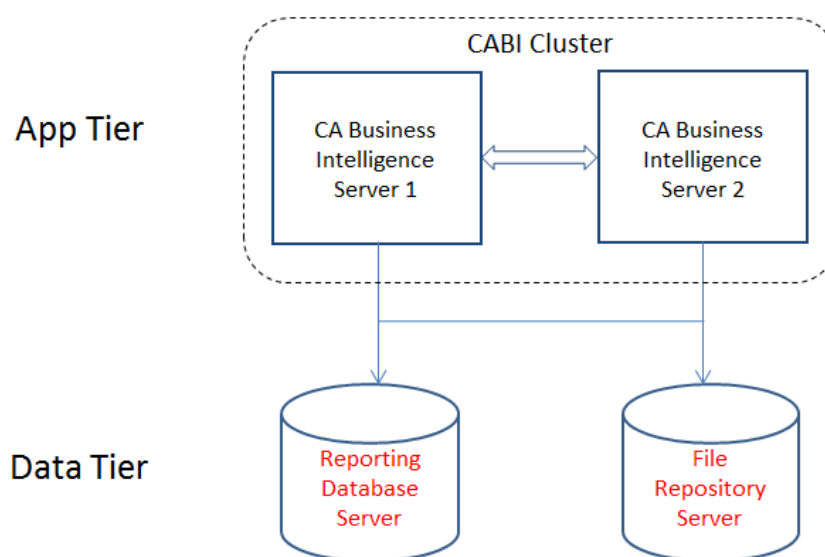 CABI Cluster
App Tier
CA Business
Intelligence
Server 1
CA Business
Intelligence
Server 2
Data Tier
Reporting
Database
Server
File
Repository
Server